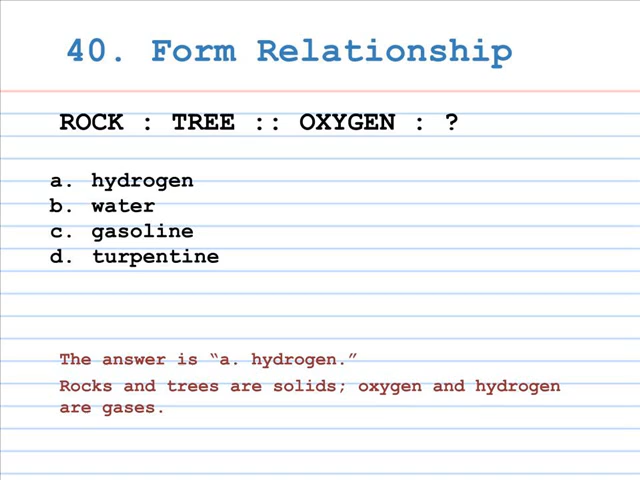 40. Form Relationship
ROCK : TREE :: OXYGEN : ?
a. hydrogen
b. water
c. gasoline
d. turpentine
The answer is “a. hydrogen.”
Rocks and trees are solids; oxygen and hydrogen
are gases.